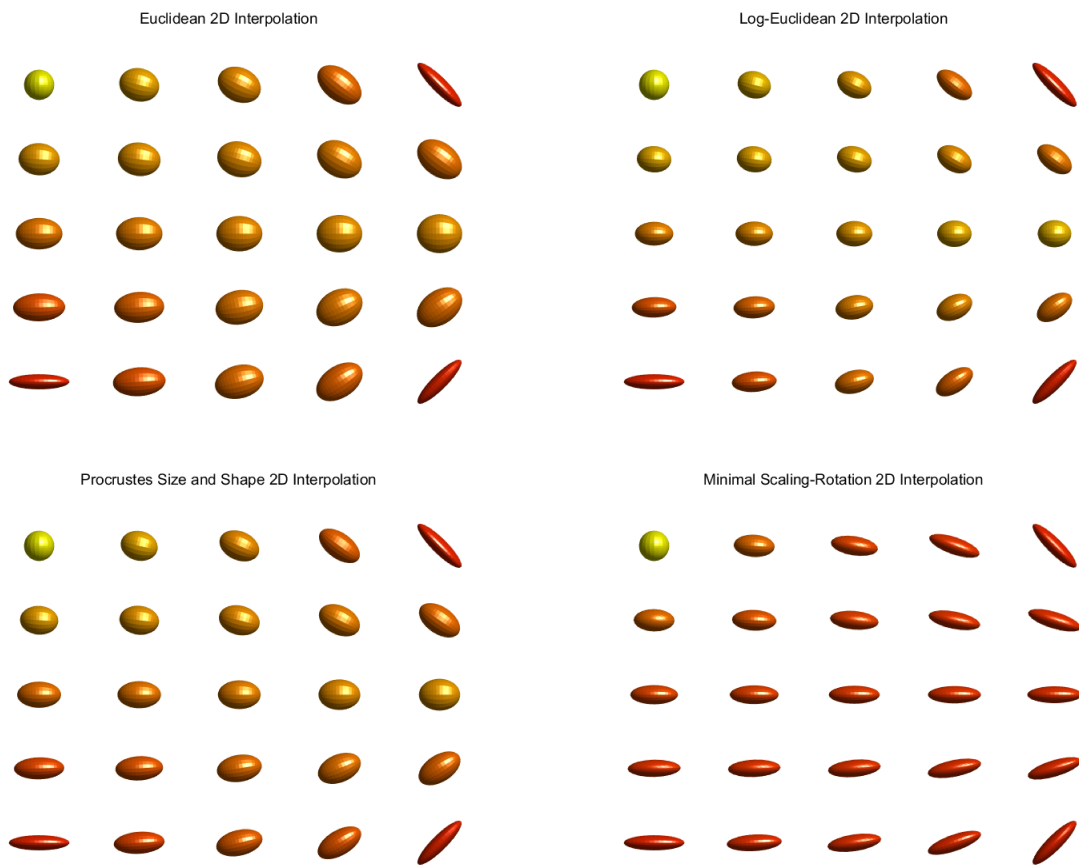 Euclidean 2D Interpolation
Log-Euclidean 2D Interpolation
Procrustes Size and Shape 2D Interpolation
Minimal Scaling-Rotation 2D Interpolation